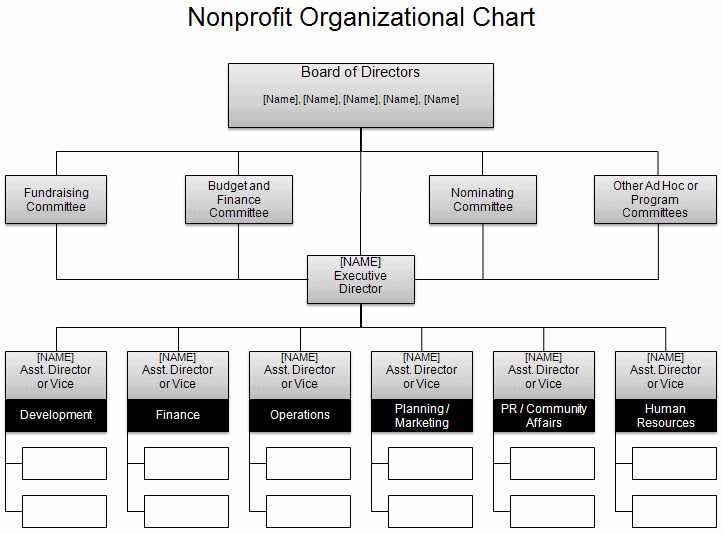 Nonprofit Organizational Chart
Board of Directors
[Name], [Name], [Name], [Name], [Name]
Fundraising
Committee
Budget and
Finance
Committee
Nominating
Committee
Other Ad Hoc or
Program
Committees
[NAME]
Executive
Director
[NAME]
Asst. Director
or Vice
Development
[NAME]
Asst. Director
or Vice
Finance
[NAME]
Asst. Director
or Vice
Operations
[NAME]
Asst. Director
or Vice
Planning /
Marketing
[NAME]
Asst. Director
or Vice
PR / Community
Affairs
[NAME]
Asst. Director
or Vice
Human
Resources